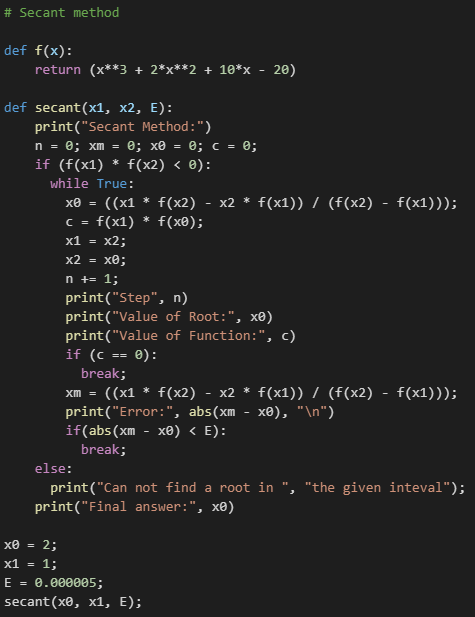 # Secant method
def f(x):
return (x**3 + 2*x**2 + 10*x - 20)
def secant(x1, x2, E):
print("Secant Method:")
n = 0; xm = 0; x0 = 0; c = 0;
if (f(x1) * f(x2) < 0):
while True:
x0 = ((x1 * f(x2) - x2 * f(x1)) / (f(x2) - f(x1)));
c = f(x1) * f(x0);
x1 = x2;
x2 = x0;
n += 1;
print("Step", n)
print("Value of Root:", x0)
print("Value of Function:", c)
if (c == 0):
break;
xm = ((x1 * f(x2) - x2 * f(x1)) / (f(x2) - f(x1)));
print("Error:", abs(xm - x0), "\n")
if(abs(xm - x0) < E):
break;
else:
print("Can not find a root in ", "the given inteval");
print("Final answer:", x0)
x0 = 2;
x1 = 1;
E = 0.000005;
secant(x0, x1, E);